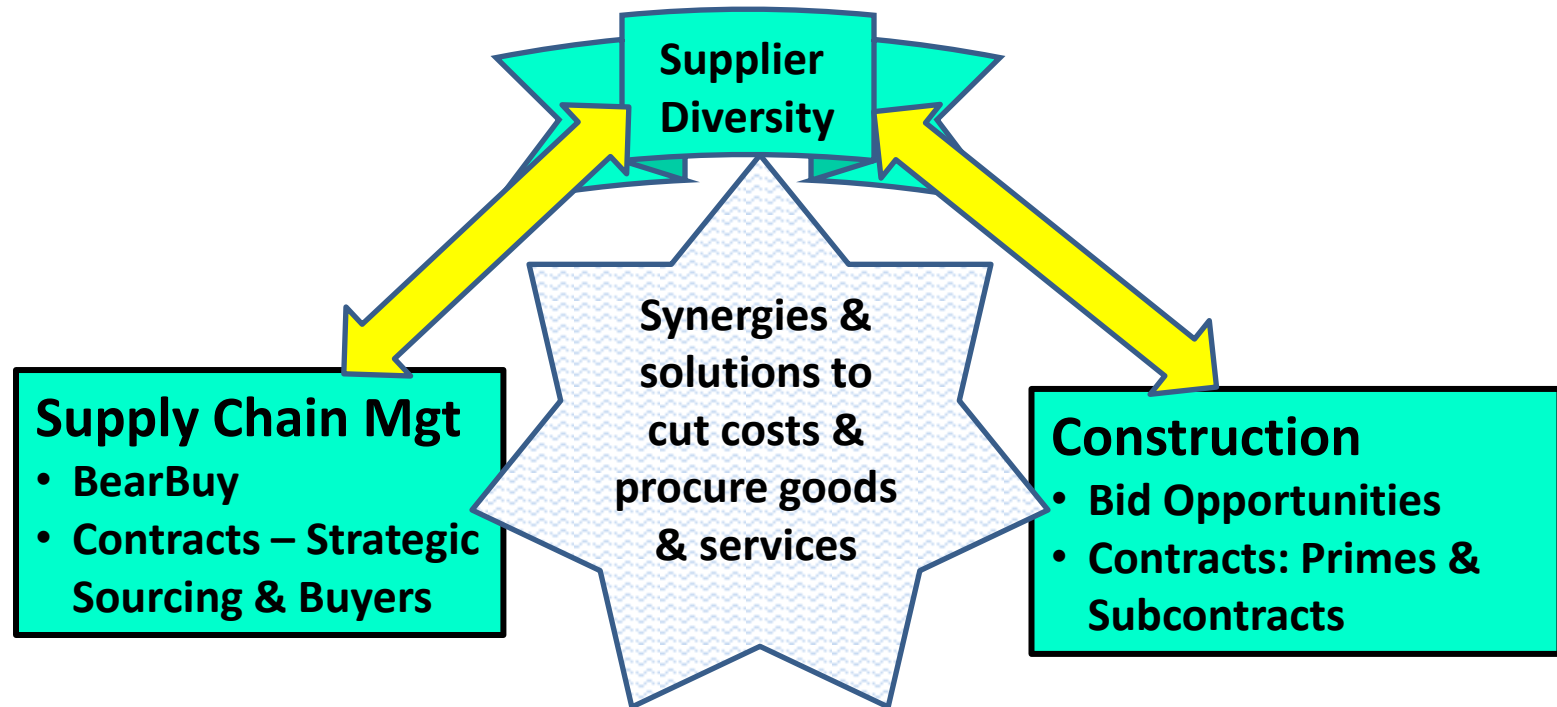 Supplier
Diversity
Synergies &
solutions to
cut costs &
procure goods
& services
Supply Chain Mgt
• BearBuy
• Contracts – Strategic
Sourcing & Buyers
Construction
• Bid Opportunities
• Contracts: Primes &
Subcontracts